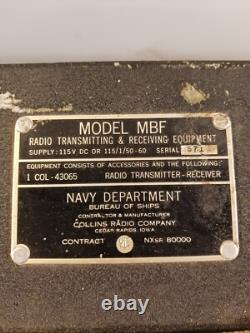 MODEL MBF
RADIO TRANSMITTING & RECEIVING EQUIPMENT
SUPPLY: 115V DC OR 115/1/50-60 SERIAL 571
EQUIPMENT CONSISTS OF ACCESSORIES AND THE FOLLOWING:
1 COL-43065 RADIO TRANSMITTER-RECEIVER
NAVY DEPARTMENT
BUREAU OF SHIPS
CONTRACTOR & MANUFACTURER
COLLINS RADIO COMPANY
CEDAR RAPIDS, IOWA
CONTRACT NXSR 80000